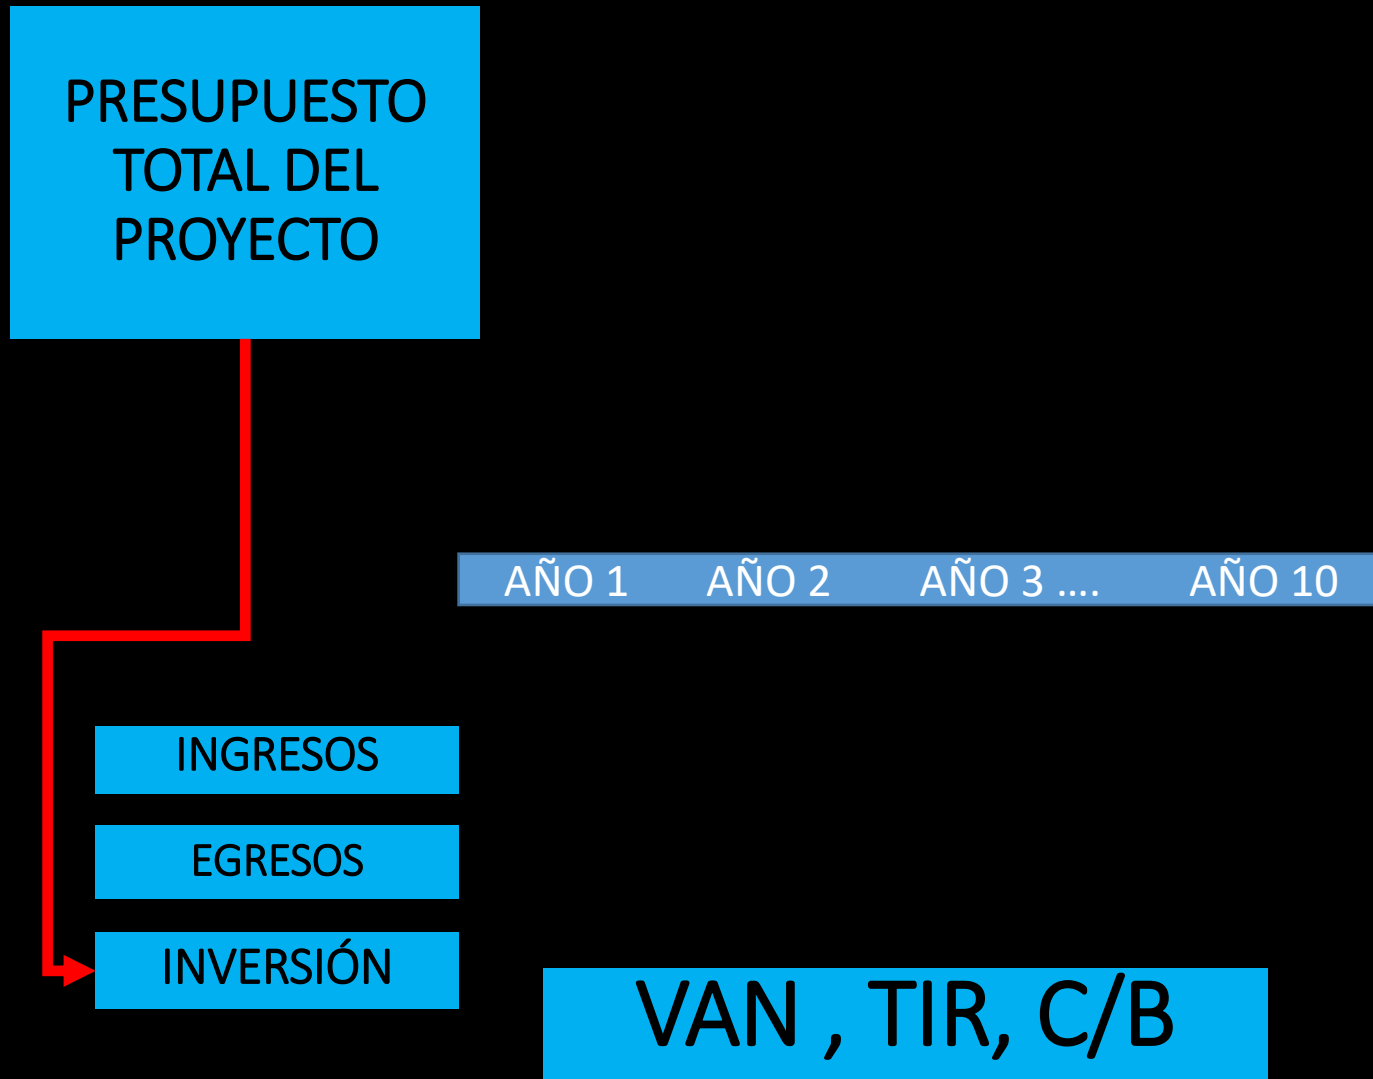 PRESUPUESTO
TOTAL DEL
PROYECTO
AÑO 1 AÑO 2 AÑO 3 .... AÑO 10
INGRESOS
EGRESOS
INVERSIÓN
VAN , TIR, C/B